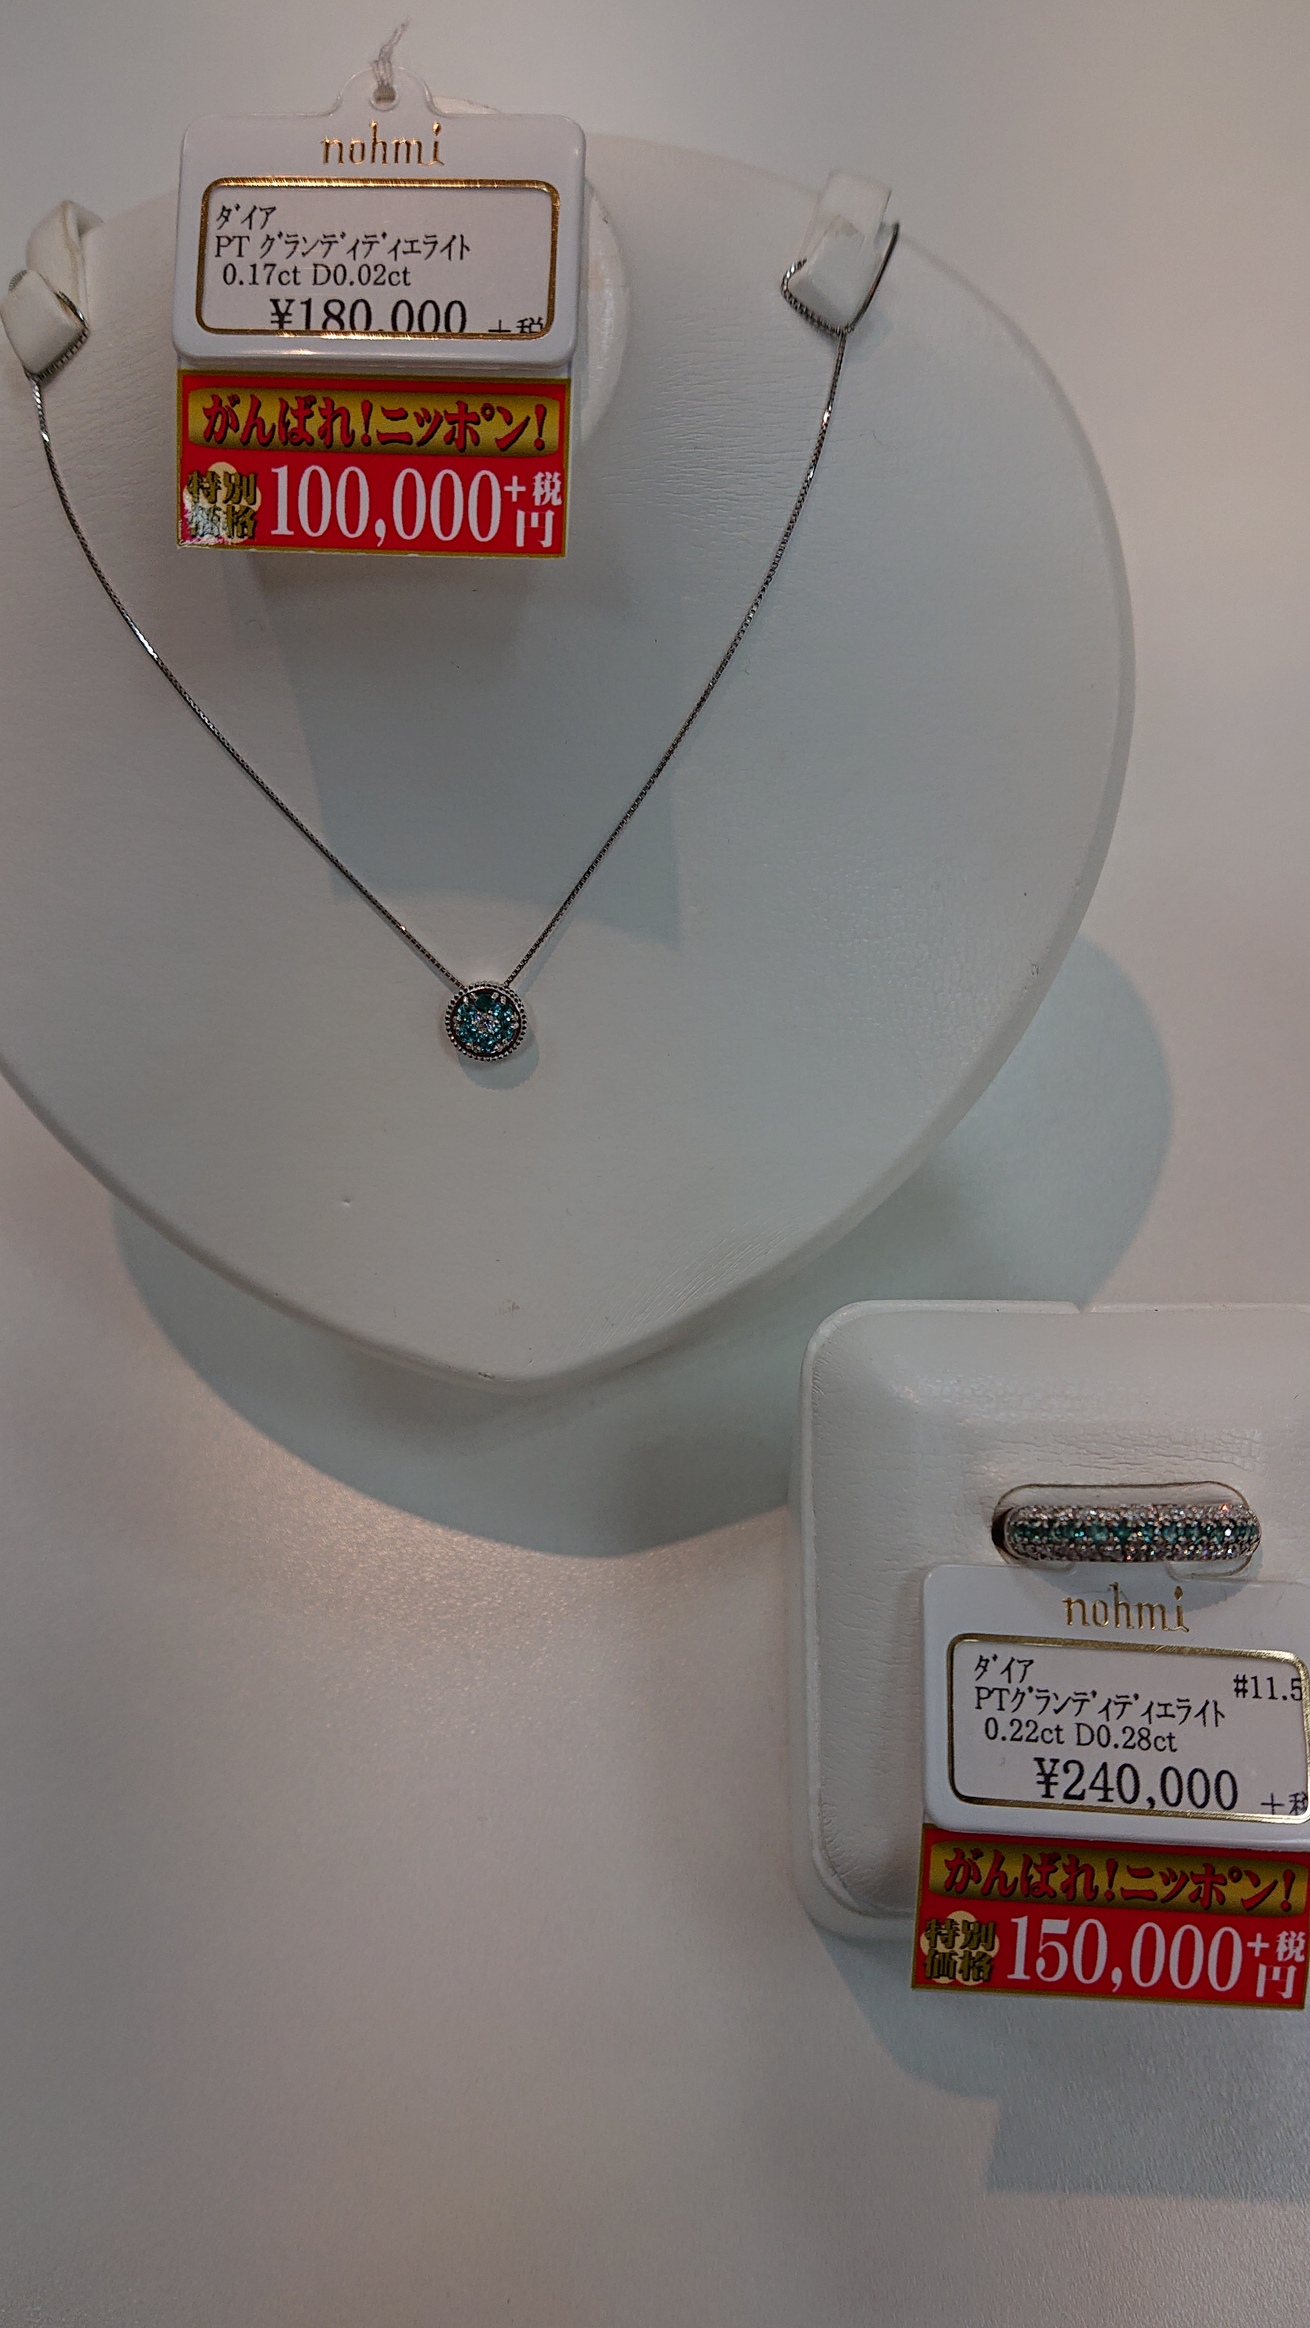 nohmi
ﾀﾞｲｱ
PT ｸﾞﾗﾝﾃﾞｨﾃﾞｨｴﾗｲﾄ
0.17ct D0.02ct
¥180,000 +税
がんばれ!ニッポン!
特別価格 100,000+税円
nohmi
ﾀﾞｲｱ #11.5
PTｸﾞﾗﾝﾃﾞｨﾃﾞｨｴﾗｲﾄ
0.22ct D0.28ct
¥240,000 +税
がんばれ!ニッポン!
特別価格 150,000+税円